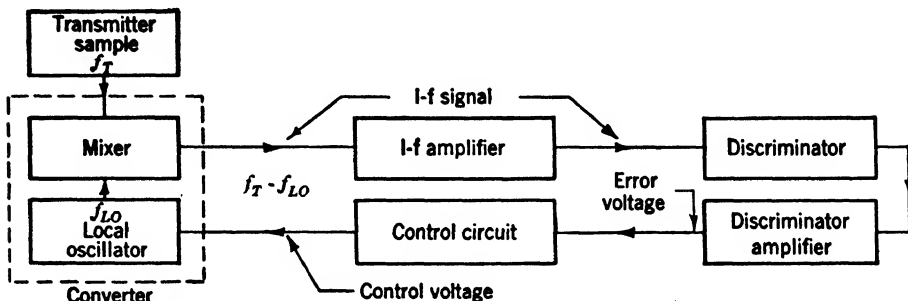 Transmitter
sample
f_T
I-f signal
Mixer
I-f amplifier
Discriminator
f_T - f_LO
Error
voltage
f_LO
Local
oscillator
Control circuit
Discriminator
amplifier
Converter
Control voltage